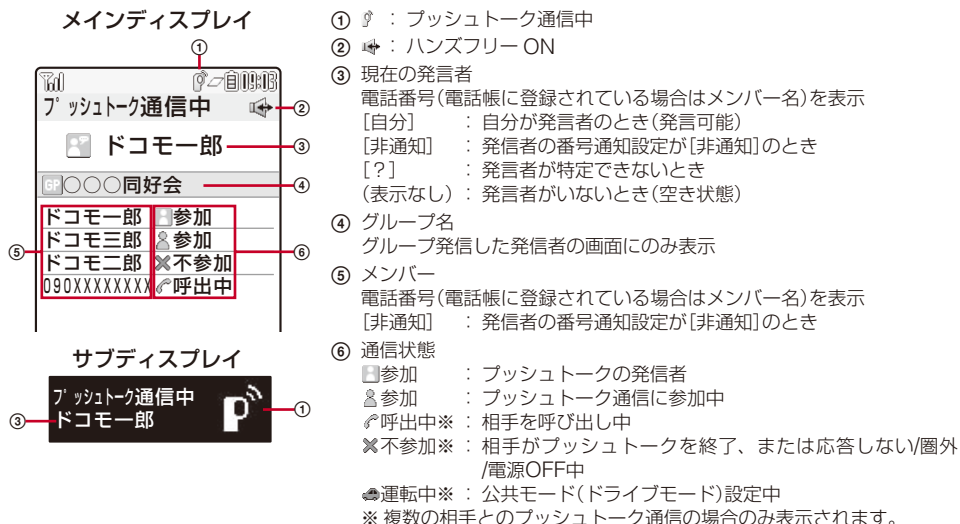 メインディスプレイ
①
09:03
プッシュトーク通信中
②
ドコモ一郎
③
GP○○○同好会
④
ドコモ一郎 参加
ドコモ三郎 参加
ドコモ二郎 不参加
090XXXXXXXX 呼出中
⑤
⑥
サブディスプレイ
プッシュトーク通信中
ドコモ一郎
P
③
①
① : プッシュトーク通信中
② : ハンズフリー ON
③ 現在の発言者
電話番号(電話帳に登録されている場合はメンバー名)を表示
[自分] : 自分が発言者のとき(発言可能)
[非通知] : 発信者の番号通知設定が[非通知]のとき
[?] : 発言者が特定できないとき
(表示なし) : 発言者がいないとき(空き状態)
④ グループ名
グループ発信した発信者の画面にのみ表示
⑤ メンバー
電話番号(電話帳に登録されている場合はメンバー名)を表示
[非通知] : 発信者の番号通知設定が[非通知]のとき
⑥ 通信状態
参加 : プッシュトークの発信者
参加 : プッシュトーク通信に参加中
呼出中※ : 相手を呼び出し中
不参加※ : 相手がプッシュトークを終了、または応答しない/圏外
/電源OFF中
運転中※ : 公共モード(ドライブモード)設定中
※ 複数の相手とのプッシュトーク通信の場合のみ表示されます。